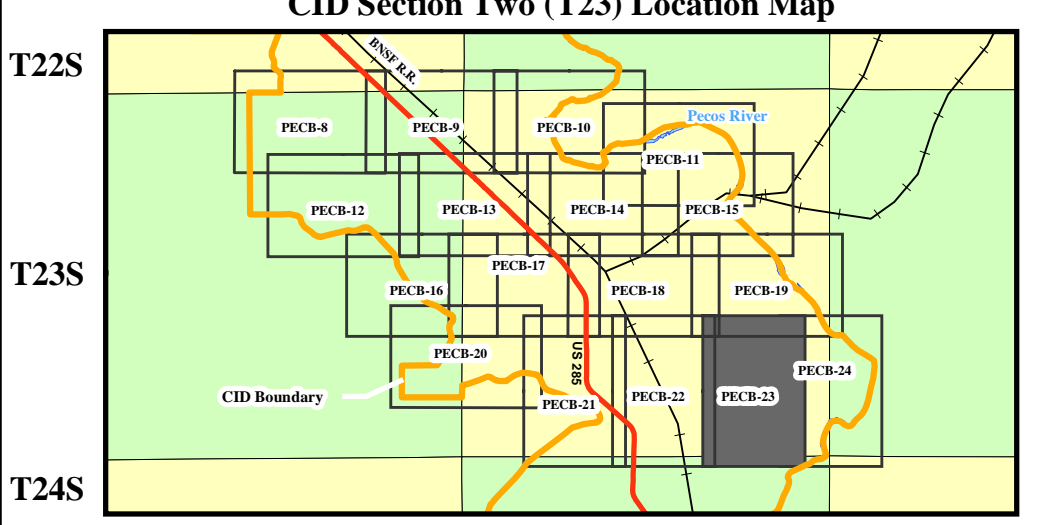 CID Section Two (T23) Location Map
T22S
BNSF R.R.
Pecos River
PECB-8
PECB-9
PECB-10
PECB-11
PECB-12
PECB-13
PECB-14
PECB-15
T23S
PECB-17
PECB-16
PECB-18
PECB-19
US 285
PECB-20
PECB-24
CID Boundary
PECB-21
PECB-22
PECB-23
T24S